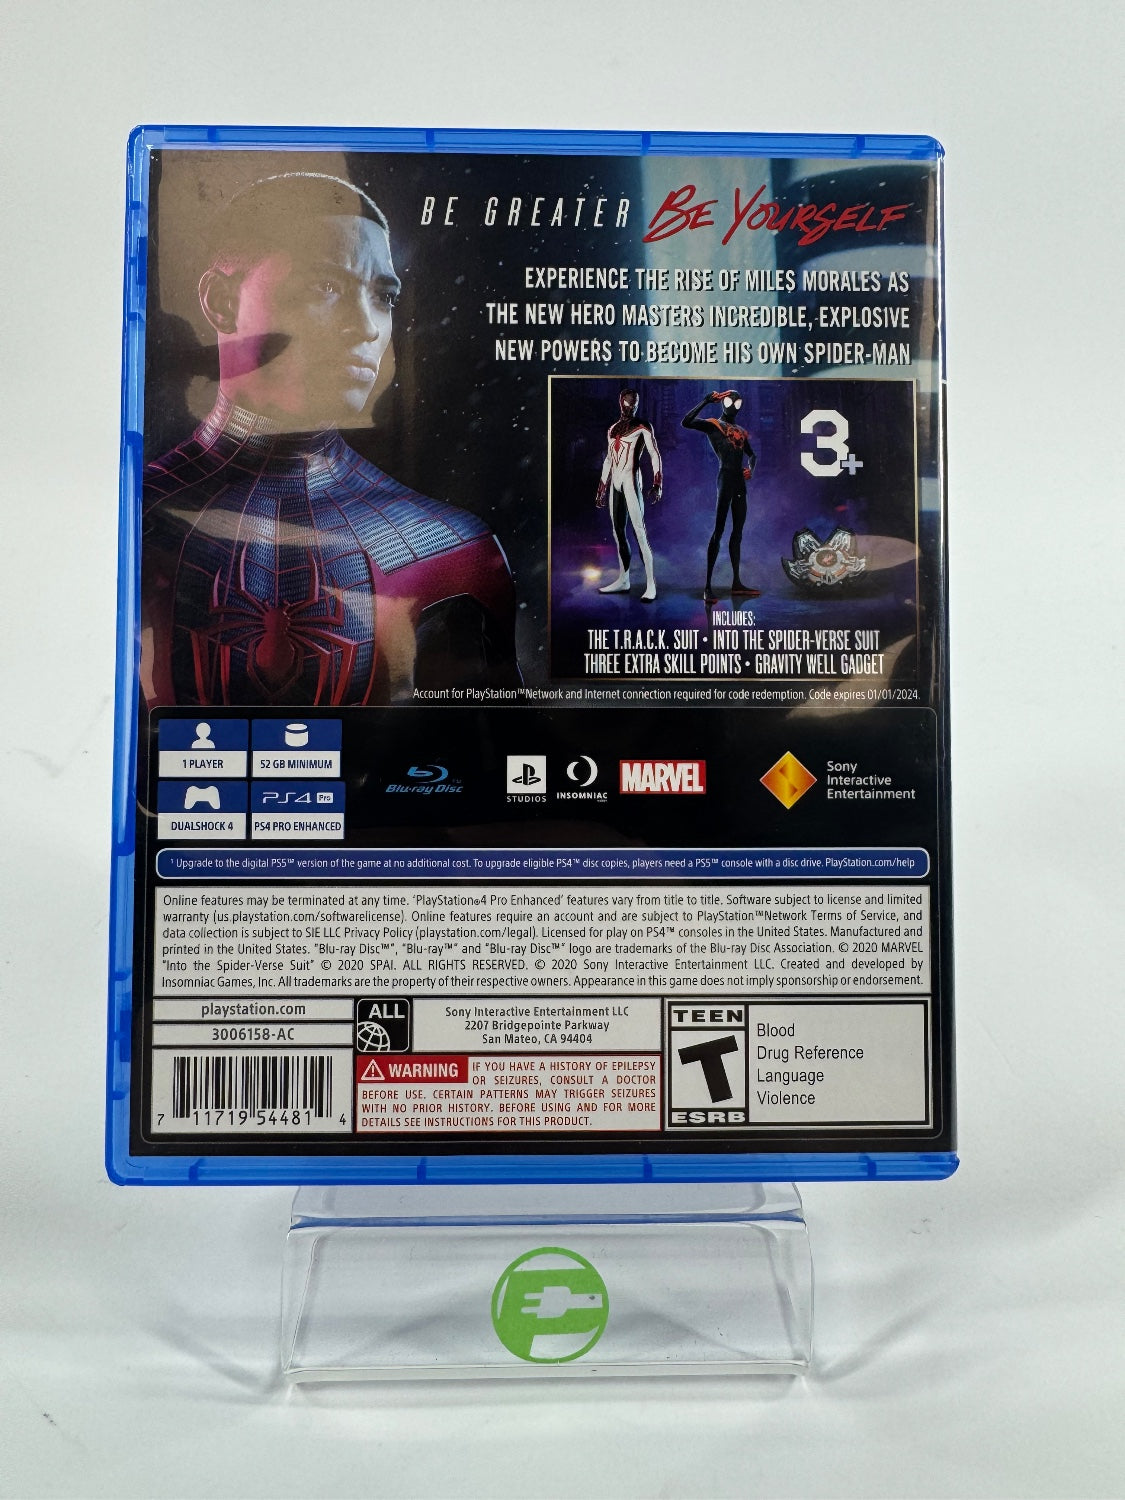 BE GREATER BE YOURSELF
EXPERIENCE THE RISE OF MILES MORALES AS
THE NEW HERO MASTERS INCREDIBLE, EXPLOSIVE
NEW POWERS TO BECOME HIS OWN SPIDER-MAN
3+
INCLUDES:
THE T.R.A.C.K. SUIT • INTO THE SPIDER-VERSE SUIT
THREE EXTRA SKILL POINTS • GRAVITY WELL GADGET
Account for PlayStation™Network and Internet connection required for code redemption. Code expires 01/01/2024.
1 PLAYER
52 GB MINIMUM
DUALSHOCK 4
PS4 Pro
PS4 PRO ENHANCED
Blu-ray Disc™
PS STUDIOS
INSOMNIAC
MARVEL
Sony
Interactive
Entertainment
¹ Upgrade to the digital PS5™ version of the game at no additional cost. To upgrade eligible PS4™ disc copies, players need a PS5™ console with a disc drive. PlayStation.com/help
Online features may be terminated at any time. 'PlayStation®4 Pro Enhanced' features vary from title to title. Software subject to license and limited
warranty (us.playstation.com/softwarelicense). Online features require an account and are subject to PlayStation™Network Terms of Service, and
data collection is subject to SIE LLC Privacy Policy (playstation.com/legal). Licensed for play on PS4™ consoles in the United States. Manufactured and
printed in the United States. "Blu-ray Disc™", "Blu-ray™" and "Blu-ray Disc™" logo are trademarks of the Blu-ray Disc Association. © 2020 MARVEL
"Into the Spider-Verse Suit" © 2020 SPAI. ALL RIGHTS RESERVED. © 2020 Sony Interactive Entertainment LLC. Created and developed by
Insomniac Games, Inc. All trademarks are the property of their respective owners. Appearance in this game does not imply sponsorship or endorsement.
playstation.com
3006158-AC
7 11719 54481 4
ALL
Sony Interactive Entertainment LLC
2207 Bridgepointe Parkway
San Mateo, CA 94404
WARNING IF YOU HAVE A HISTORY OF EPILEPSY
OR SEIZURES, CONSULT A DOCTOR
BEFORE USE. CERTAIN PATTERNS MAY TRIGGER SEIZURES
WITH NO PRIOR HISTORY. BEFORE USING AND FOR MORE
DETAILS SEE INSTRUCTIONS FOR THIS PRODUCT.
TEEN
T
ESRB
Blood
Drug Reference
Language
Violence